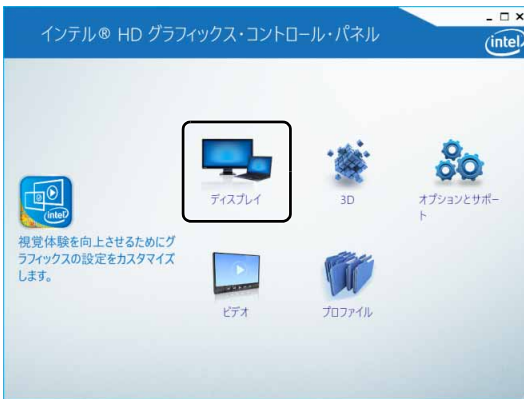 インテル® HD グラフィックス・コントロール・パネル
intel
ディスプレイ
3D
オプションとサポー
ト
intel
視覚体験を向上させるためにグ
ラフィックスの設定をカスタマイズ
します。
ビデオ
プロファイル